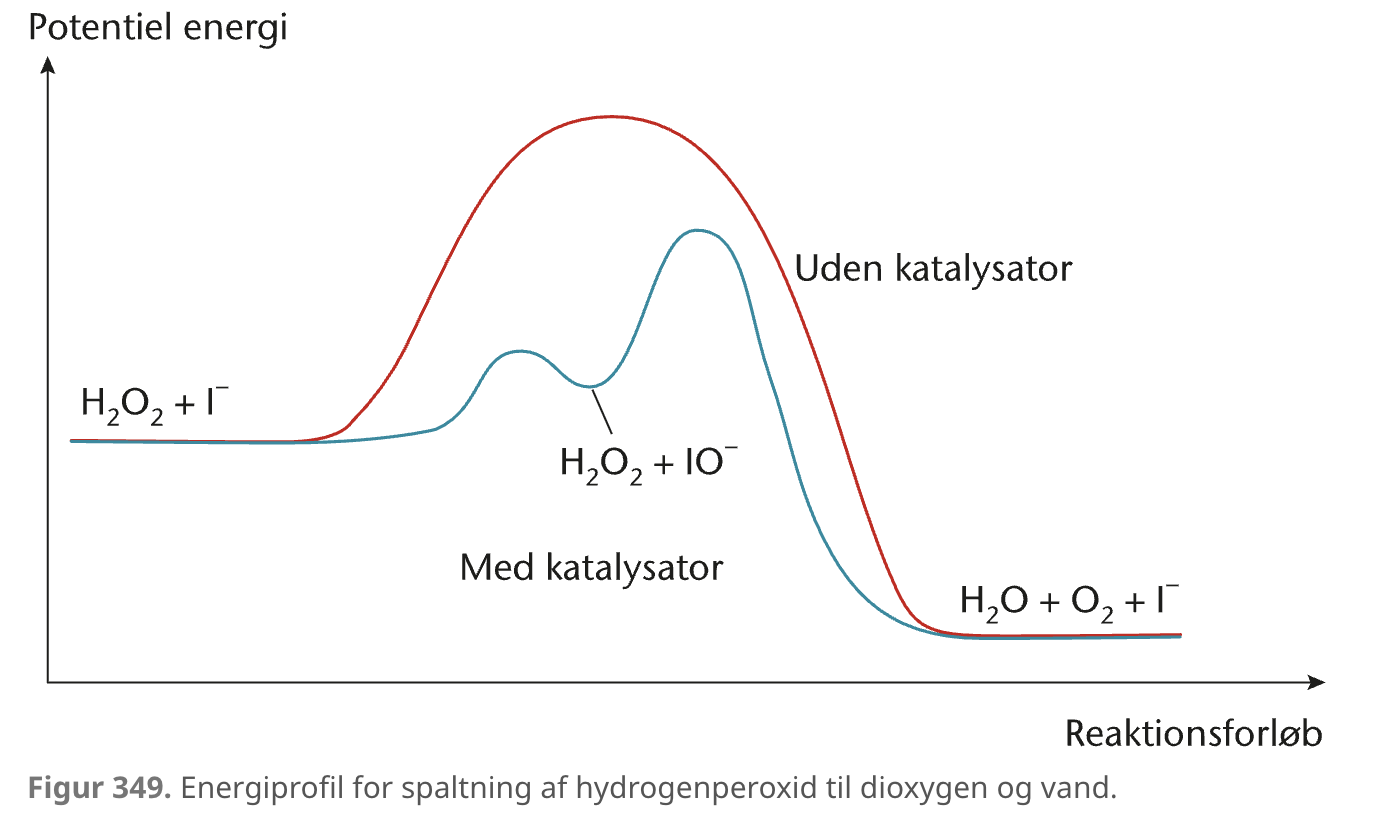 Potentiel energi
Uden katalysator
H₂O₂ + I⁻
H₂O₂ + IO⁻
Med katalysator
H₂O + O₂ + I⁻
Reaktionsforløb
Figur 349. Energiprofil for spaltning af hydrogenperoxid til dioxygen og vand.